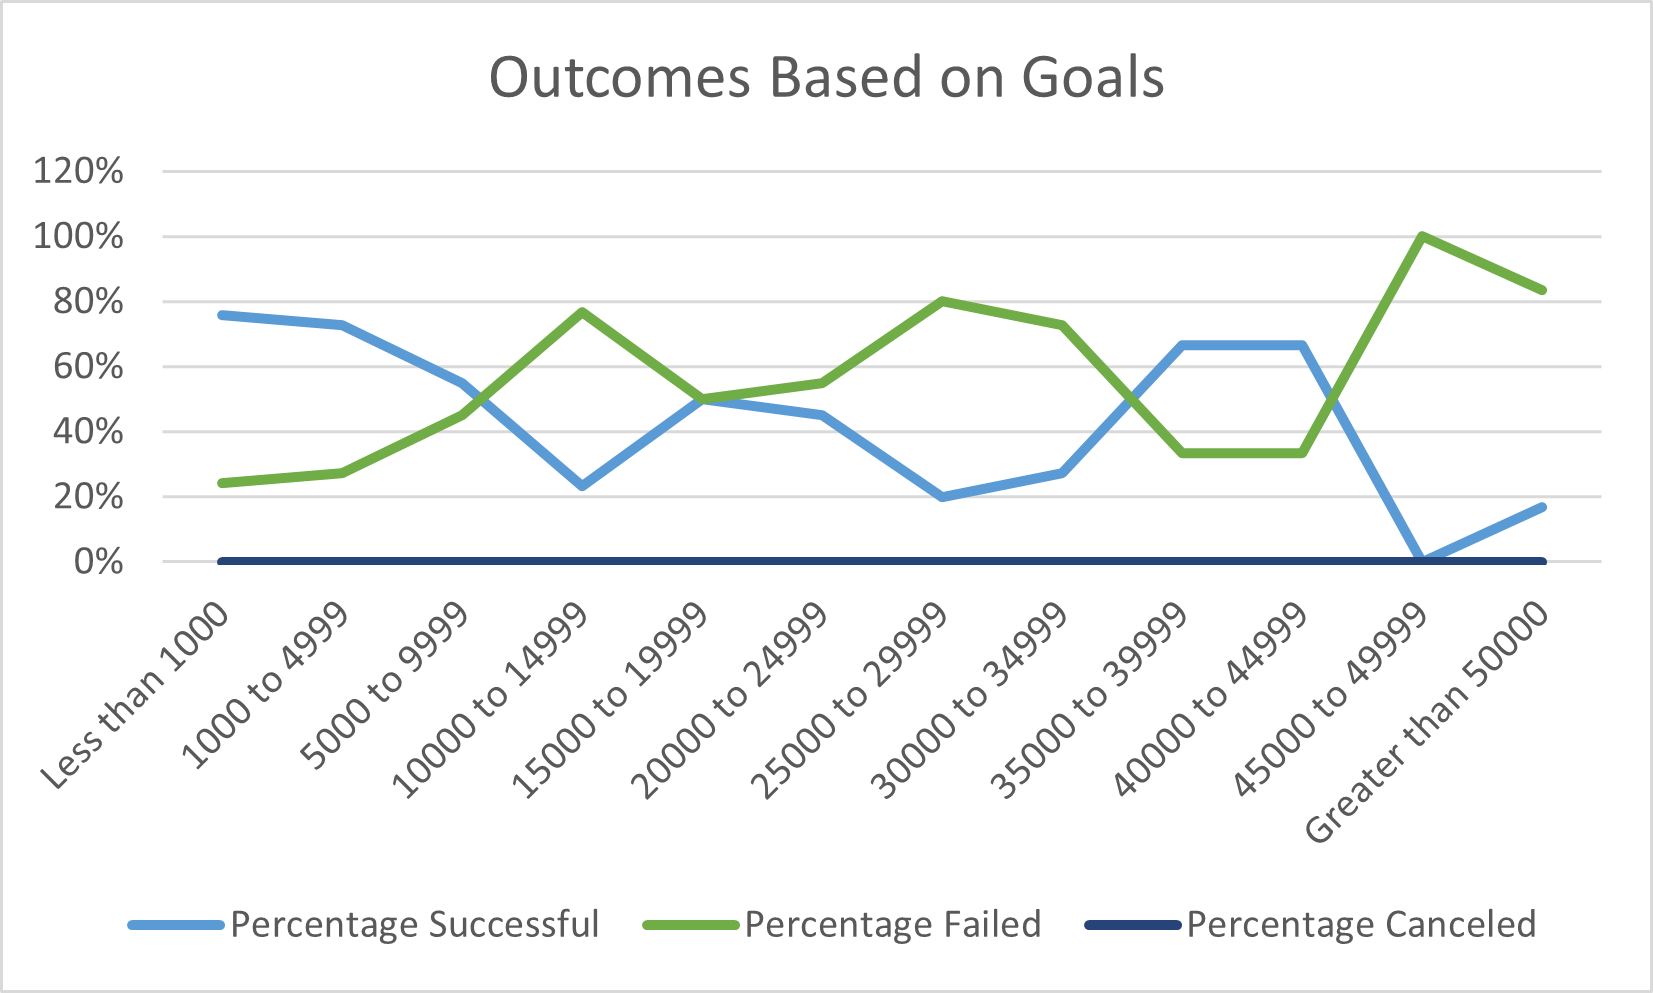 Outcomes Based on Goals
120%
100%
80%
60%
40%
20%
0%
Less than 1000
1000 to 4999
5000 to 9999
10000 to 14999
15000 to 19999
20000 to 24999
25000 to 29999
30000 to 34999
35000 to 39999
40000 to 44999
45000 to 49999
Greater than 50000
Percentage Successful
Percentage Failed
Percentage Canceled